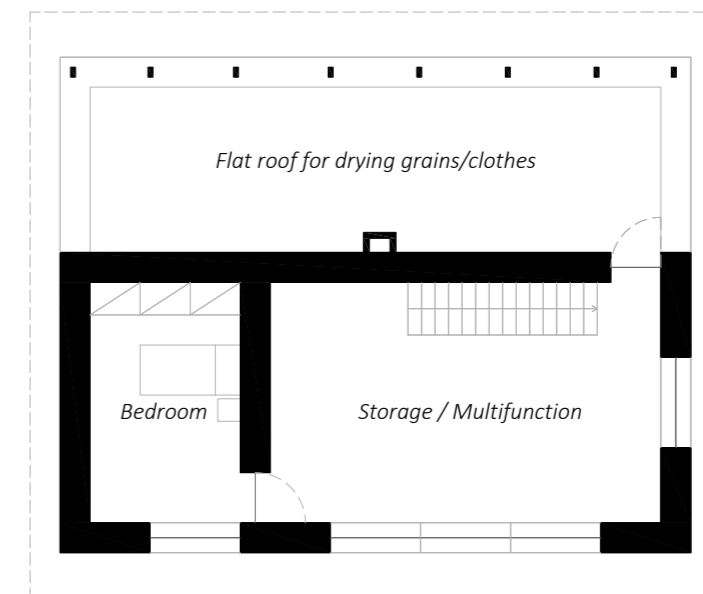 Flat roof for drying grains/clothes
Bedroom
Storage / Multifunction